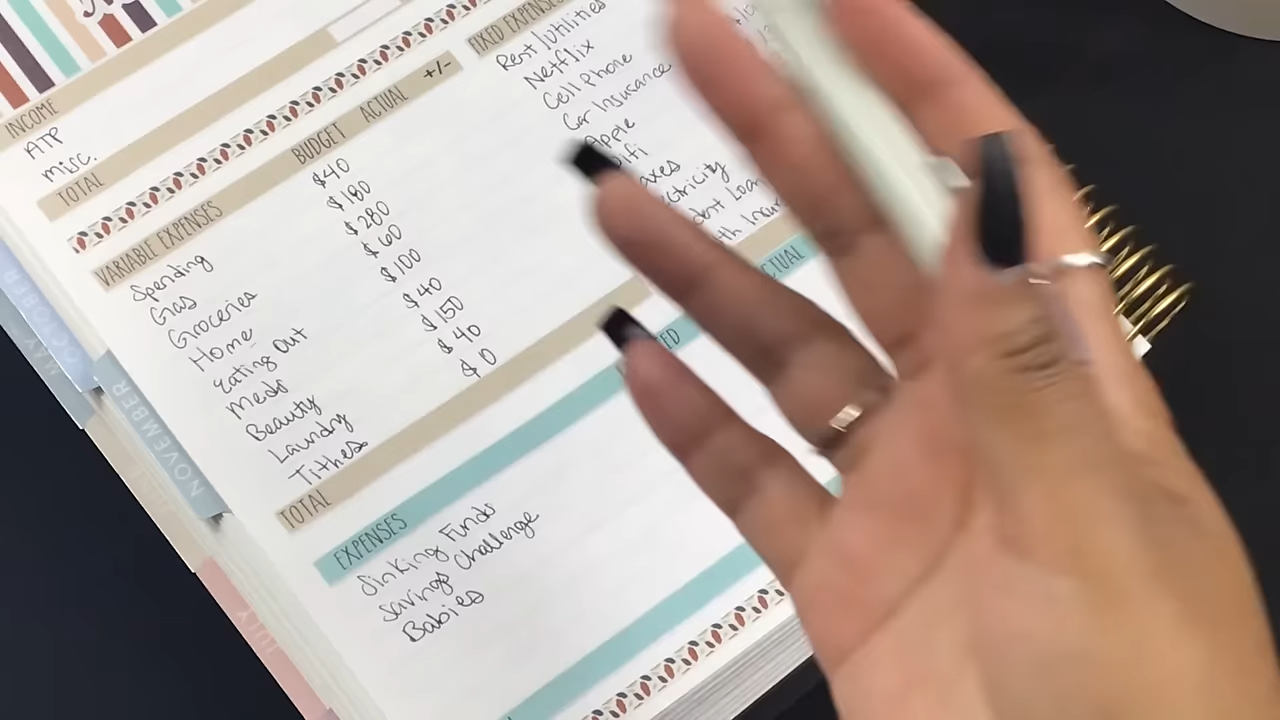 INCOME
ATP
misc.
TOTAL
VARIABLE EXPENSES BUDGET ACTUAL +/-
Spending $40
Gas $180
Groceries $280
Home $60
Eating Out $100
Meds $40
Beauty $150
Laundry $40
Tithes $0
TOTAL
FIXED EXPENSES
Rent/Utilities
Netflix
Cell Phone
Car Insurance
Apple
EXPENSES
Sinking Funds
Savings Challenge
Babies
OCTOBER
MAY
NOVEMBER
JULY